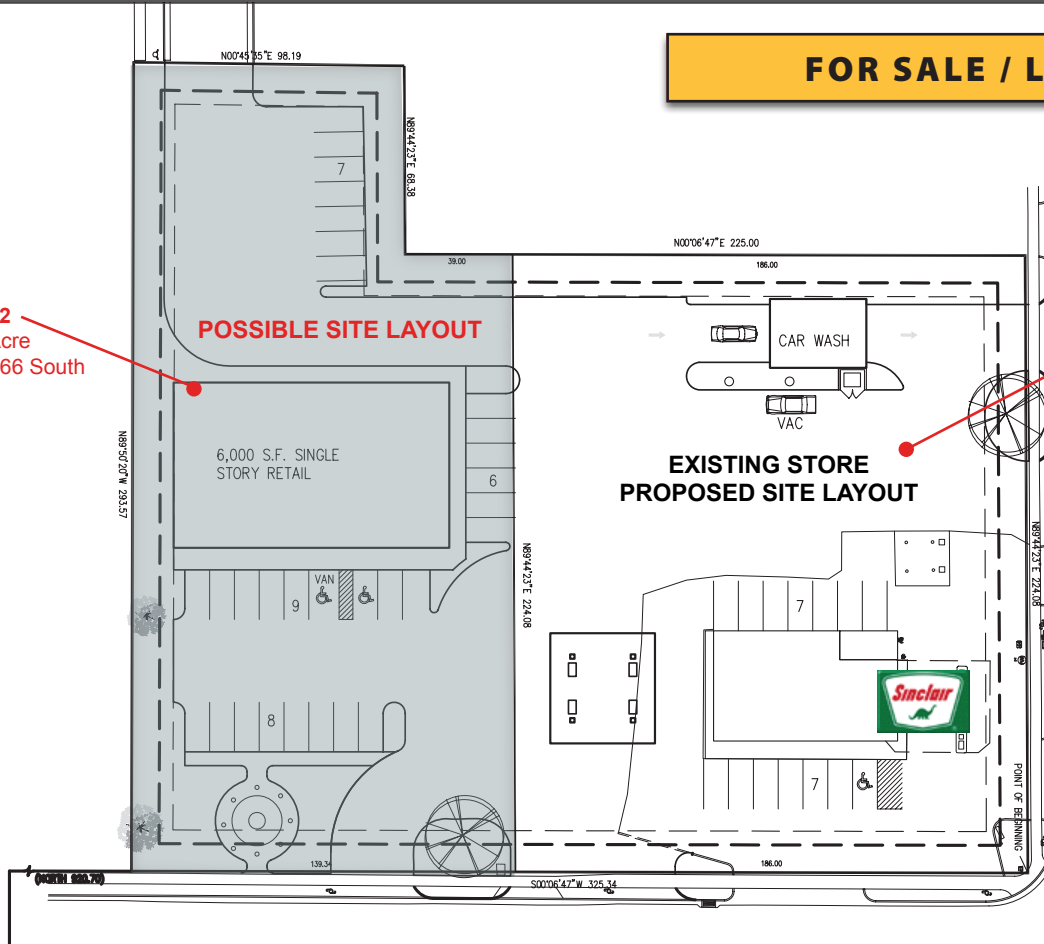 N00°45'35"E 98.19
FOR SALE / L
N89°44'23"E 68.38
7
N00°06'47"E 225.00
39.00
186.00
2
cre
66 South
POSSIBLE SITE LAYOUT
CAR WASH
VAC
6,000 S.F. SINGLE
STORY RETAIL
6
EXISTING STORE
PROPOSED SITE LAYOUT
N89°50'20"W 293.57
N89°44'23"E 224.08
N89°44'23"E 224.08
VAN
9
7
Sinclair
8
7
POINT OF BEGINNING
139.34
186.00
(NORTH 920.70)
S00°06'47"W 325.34